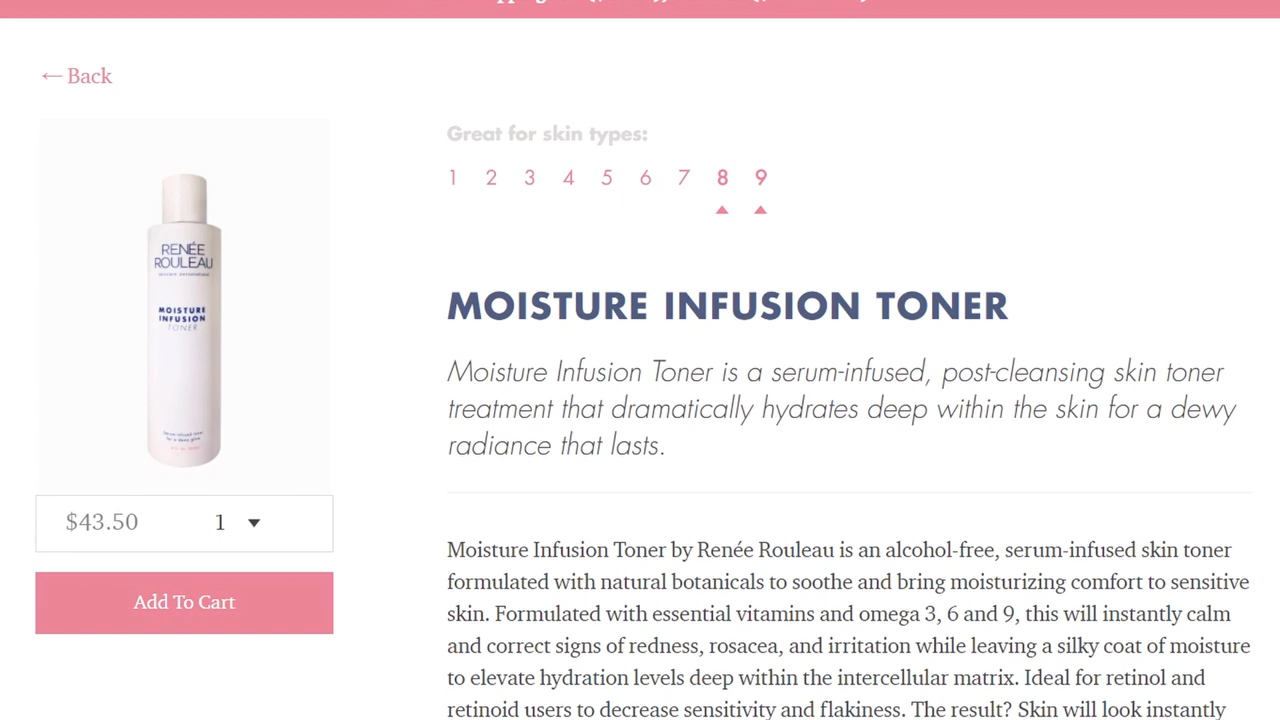 ← Back
Great for skin types:
1 2 3 4 5 6 7 8 9
RENÉE
ROULEAU
MOISTURE
INFUSION
TONER
MOISTURE INFUSION TONER
Moisture Infusion Toner is a serum-infused, post-cleansing skin toner
treatment that dramatically hydrates deep within the skin for a dewy
radiance that lasts.
$43.50 1
Add To Cart
Moisture Infusion Toner by Renée Rouleau is an alcohol-free, serum-infused skin toner
formulated with natural botanicals to soothe and bring moisturizing comfort to sensitive
skin. Formulated with essential vitamins and omega 3, 6 and 9, this will instantly calm
and correct signs of redness, rosacea, and irritation while leaving a silky coat of moisture
to elevate hydration levels deep within the intercellular matrix. Ideal for retinol and
retinoid users to decrease sensitivity and flakiness. The result? Skin will look instantly